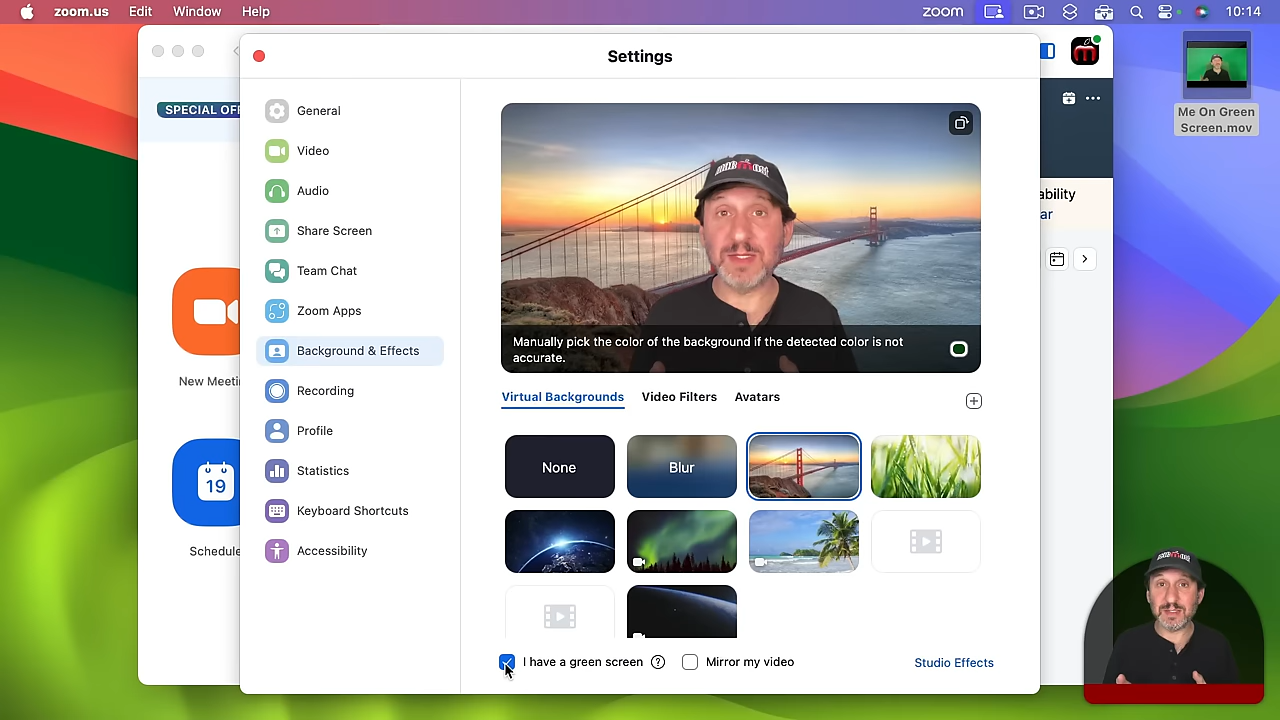 zoom.us Edit Window Help
zoom 10:14
Settings
SPECIAL OF
General
Video
Audio
Share Screen
Team Chat
Zoom Apps
Background & Effects
Recording
Profile
Statistics
Keyboard Shortcuts
Accessibility
New Meeti
19
Schedule
Manually pick the color of the background if the detected color is not
accurate.
Virtual Backgrounds Video Filters Avatars
None
Blur
I have a green screen ? Mirror my video
Studio Effects
ability
ar
Me On Green
Screen.mov